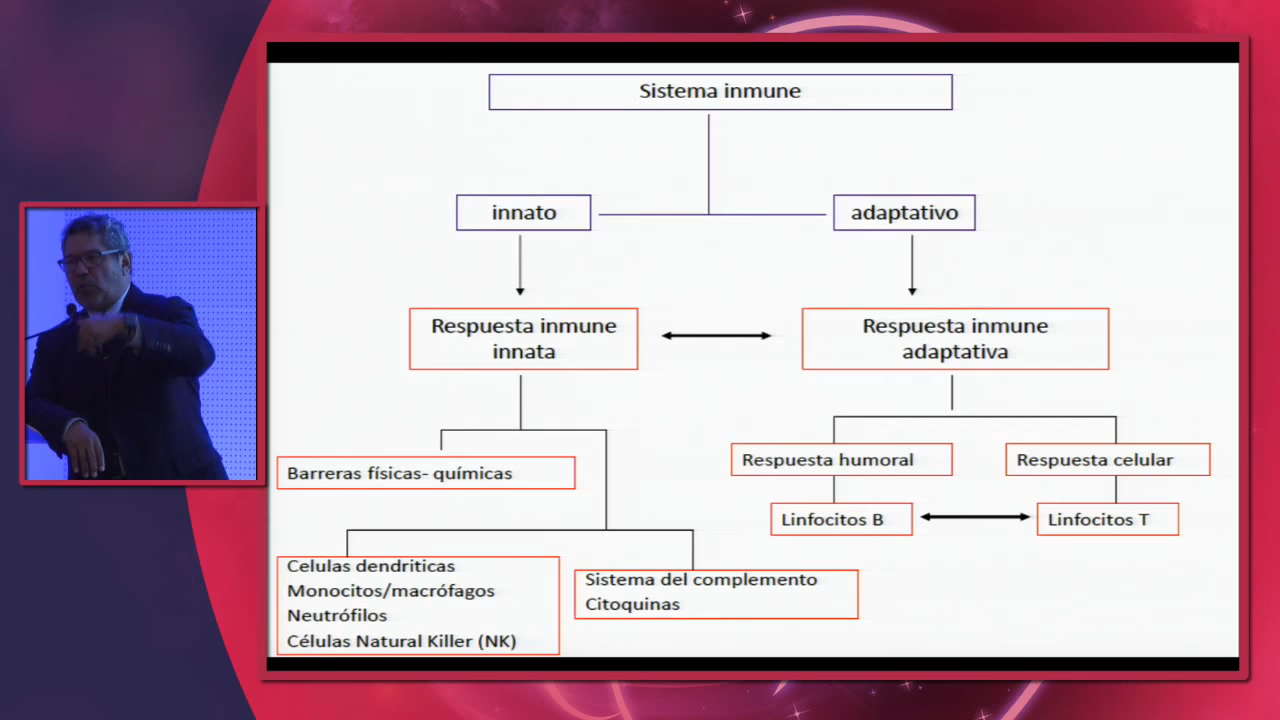 Sistema inmune
innato
adaptativo
Respuesta inmune
innata
Respuesta inmune
adaptativa
Barreras físicas- químicas
Respuesta humoral
Respuesta celular
Linfocitos B
Linfocitos T
Celulas dendriticas
Monocitos/macrófagos
Neutrófilos
Células Natural Killer (NK)
Sistema del complemento
Citoquinas